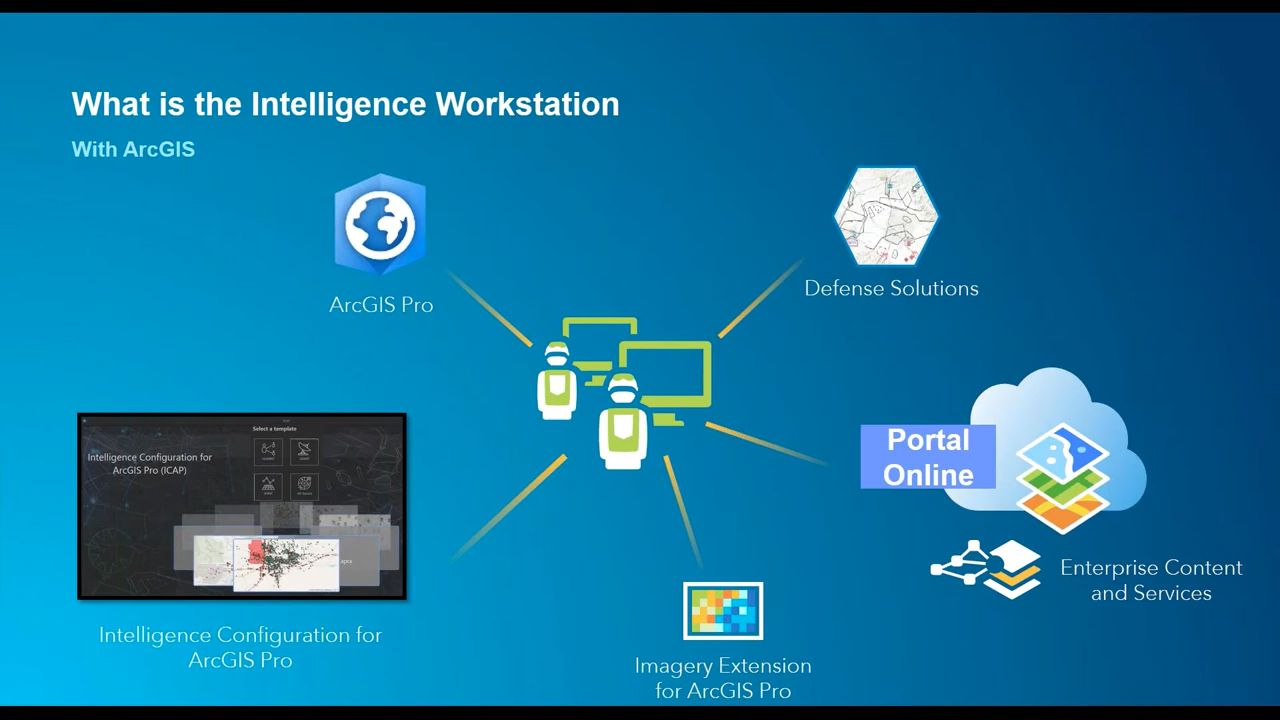 What is the Intelligence Workstation
With ArcGIS
ArcGIS Pro
Defense Solutions
Portal
Online
Enterprise Content
and Services
Select a template
Intelligence Configuration for
ArcGIS Pro (ICAP)
Intelligence Configuration for
ArcGIS Pro
Imagery Extension
for ArcGIS Pro